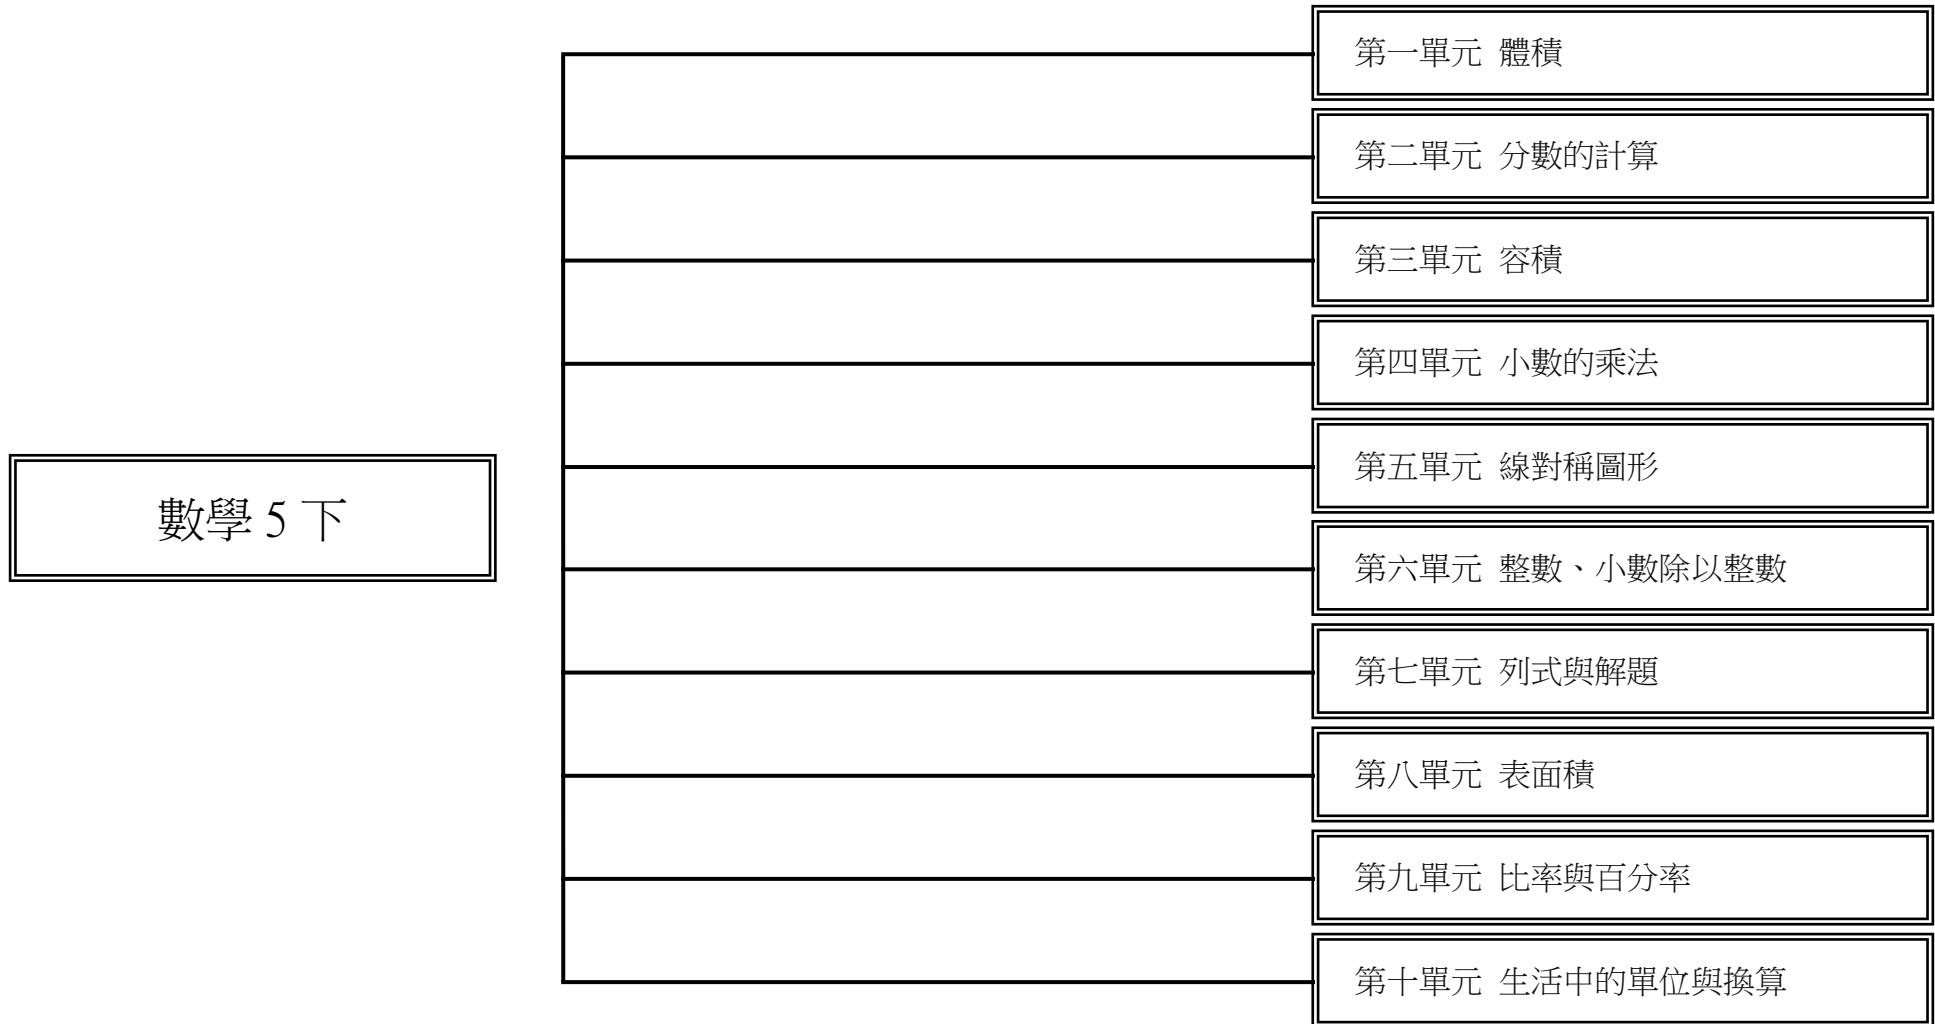 數學 5 下
第一單元 體積
第二單元 分數的計算
第三單元 容積
第四單元 小數的乘法
第五單元 線對稱圖形
第六單元 整數、小數除以整數
第七單元 列式與解題
第八單元 表面積
第九單元 比率與百分率
第十單元 生活中的單位與換算